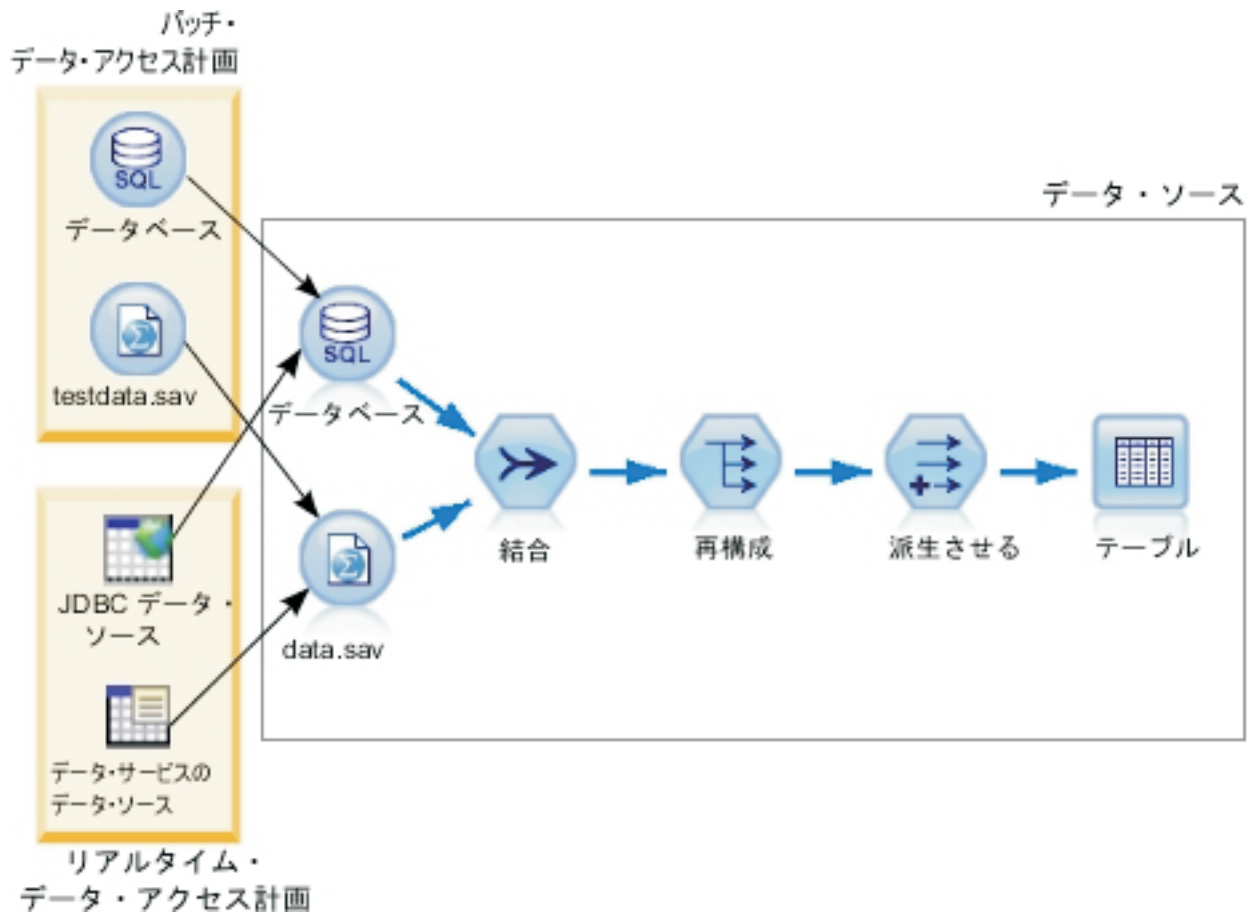 バッチ・
データ・アクセス計画
SQL
データベース
testdata.sav
JDBC データ・
ソース
データ・サービスの
データ・ソース
リアルタイム・
データ・アクセス計画
データ・ソース
SQL
データベース
data.sav
結合
再構成
派生させる
テーブル